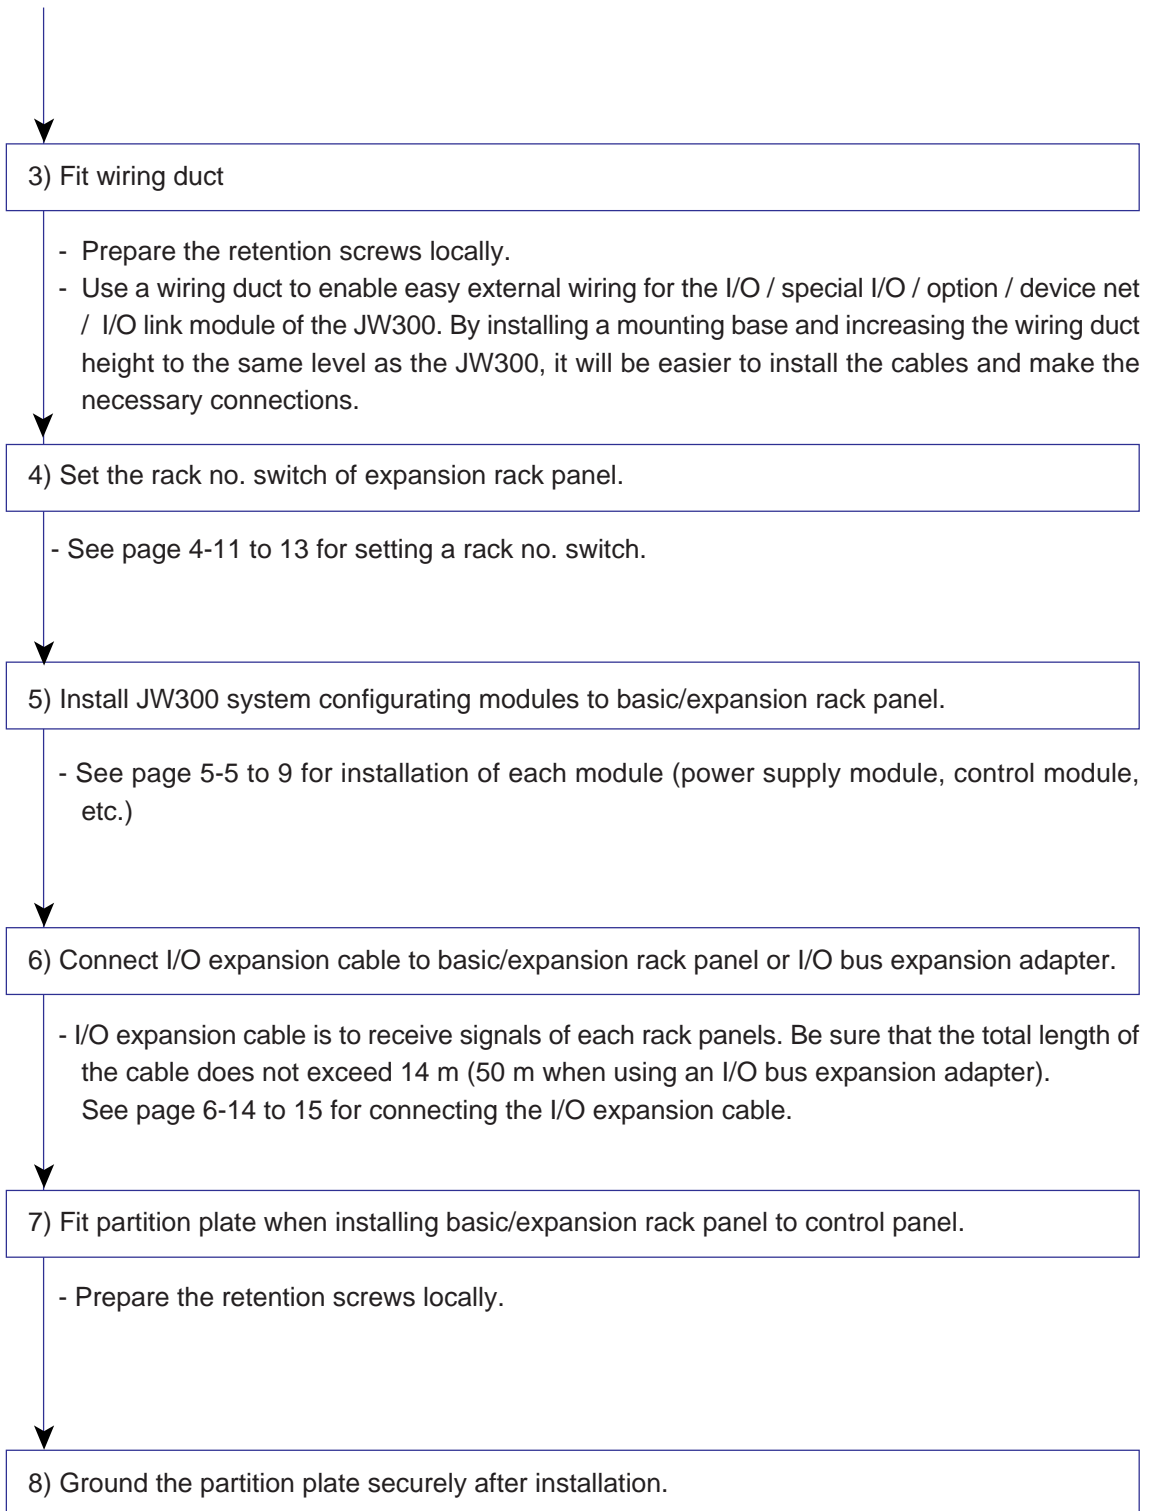 3) Fit wiring duct
- Prepare the retention screws locally.
- Use a wiring duct to enable easy external wiring for the I/O / special I/O / option / device net
/ I/O link module of the JW300. By installing a mounting base and increasing the wiring duct
height to the same level as the JW300, it will be easier to install the cables and make the
necessary connections.
4) Set the rack no. switch of expansion rack panel.
- See page 4-11 to 13 for setting a rack no. switch.
5) Install JW300 system configurating modules to basic/expansion rack panel.
- See page 5-5 to 9 for installation of each module (power supply module, control module,
etc.)
6) Connect I/O expansion cable to basic/expansion rack panel or I/O bus expansion adapter.
- I/O expansion cable is to receive signals of each rack panels. Be sure that the total length of
the cable does not exceed 14 m (50 m when using an I/O bus expansion adapter).
See page 6-14 to 15 for connecting the I/O expansion cable.
7) Fit partition plate when installing basic/expansion rack panel to control panel.
- Prepare the retention screws locally.
8) Ground the partition plate securely after installation.